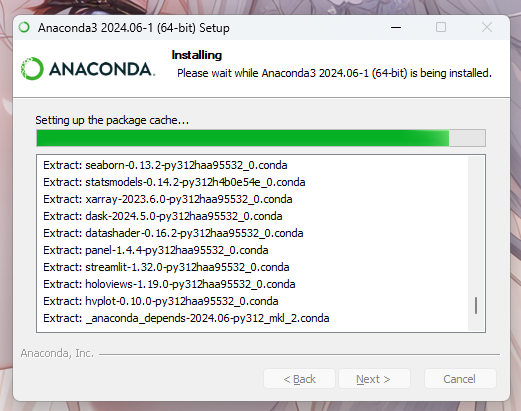 Anaconda3 2024.06-1 (64-bit) Setup
Installing
Please wait while Anaconda3 2024.06-1 (64-bit) is being installed.
ANACONDA.
Setting up the package cache...
Extract: seaborn-0.13.2-py312haa95532_0.conda
Extract: statsmodels-0.14.2-py312h4b0e54e_0.conda
Extract: xarray-2023.6.0-py312haa95532_0.conda
Extract: dask-2024.5.0-py312haa95532_0.conda
Extract: datashader-0.16.2-py312haa95532_0.conda
Extract: panel-1.4.4-py312haa95532_0.conda
Extract: streamlit-1.32.0-py312haa95532_0.conda
Extract: holoviews-1.19.0-py312haa95532_0.conda
Extract: hvplot-0.10.0-py312haa95532_0.conda
Extract: _anaconda_depends-2024.06-py312_mkl_2.conda
Anaconda, Inc.
< Back
Next >
Cancel